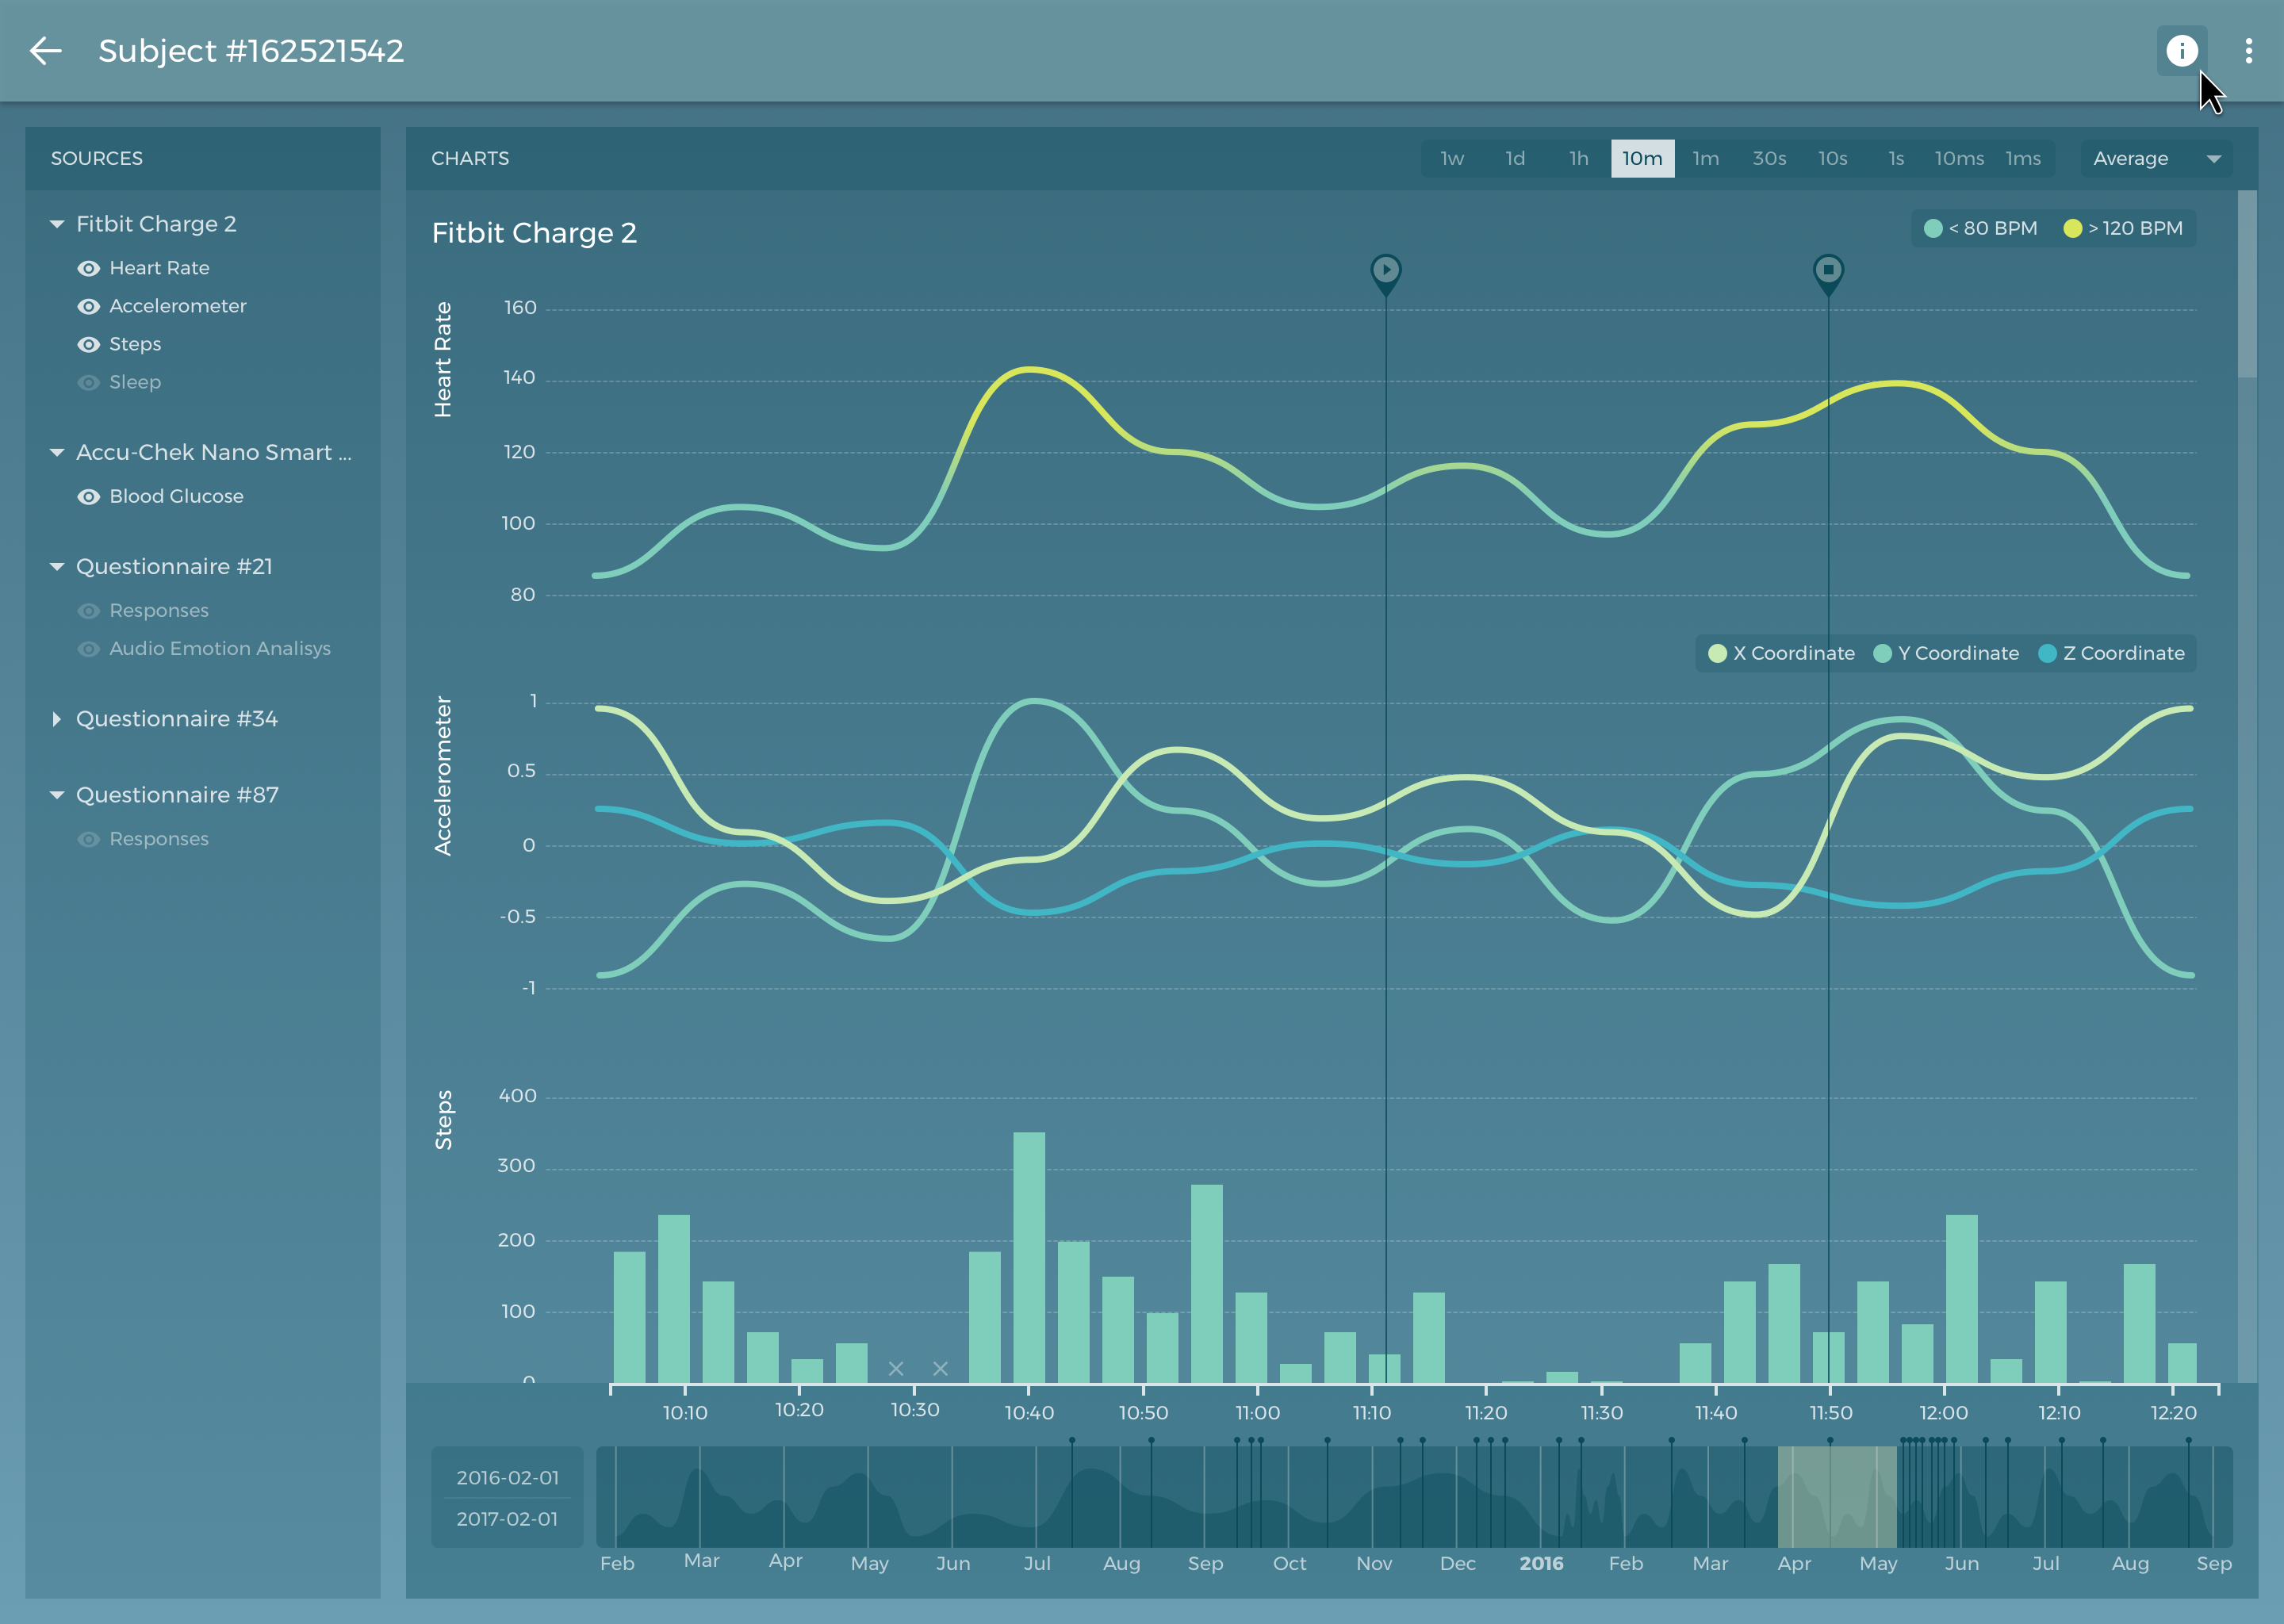 Subject #162521542
SOURCES
Fitbit Charge 2
Heart Rate
Accelerometer
Steps
Sleep
Accu-Chek Nano Smart ...
Blood Glucose
Questionnaire #21
Responses
Audio Emotion Analisys
Questionnaire #34
Questionnaire #87
Responses
CHARTS
1w 1d 1h 10m 1m 30s 10s 1s 10ms 1ms
Average
Fitbit Charge 2
< 80 BPM > 120 BPM
Heart Rate
160
140
120
100
80
X Coordinate Y Coordinate Z Coordinate
Accelerometer
1
0.5
0
-0.5
-1
Steps
400
300
200
100
0
10:10 10:20 10:30 10:40 10:50 11:00 11:10 11:20 11:30 11:40 11:50 12:00 12:10 12:20
2016-02-01
2017-02-01
Feb Mar Apr May Jun Jul Aug Sep Oct Nov Dec 2016 Feb Mar Apr May Jun Jul Aug Sep